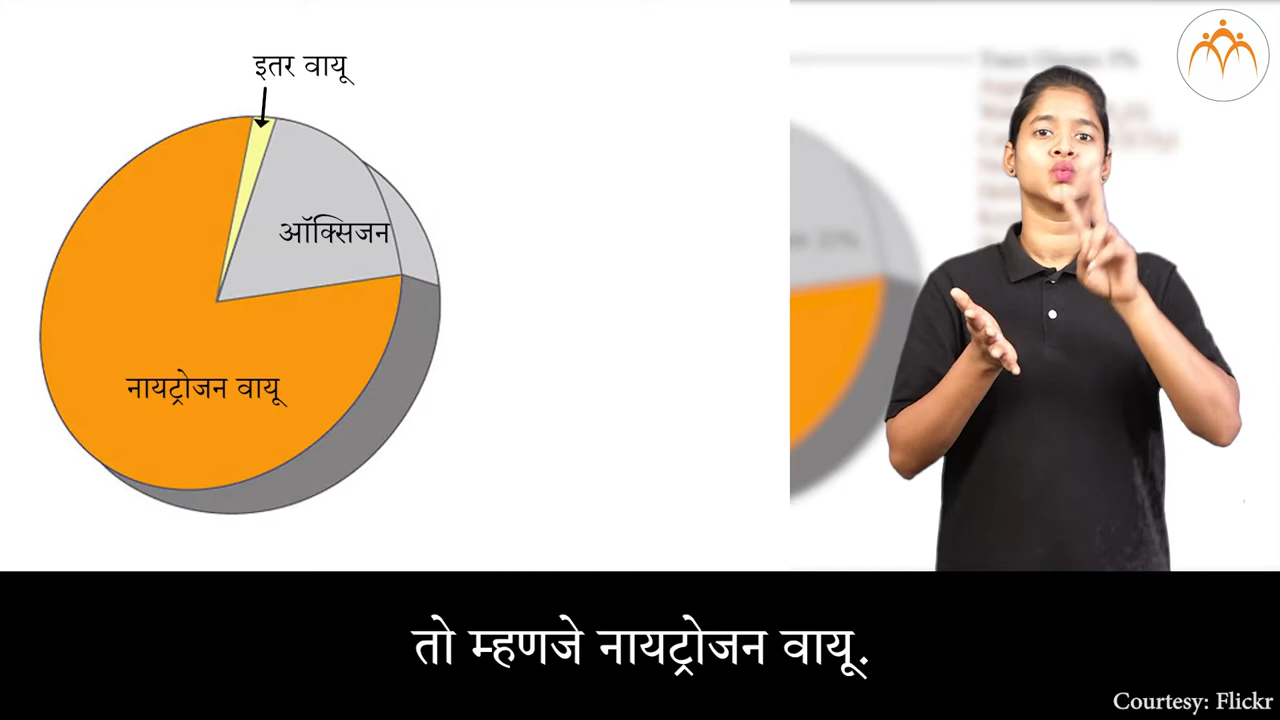 इतर वायू
ऑक्सिजन
नायट्रोजन वायू
तो म्हणजे नायट्रोजन वायू.
Courtesy: Flickr